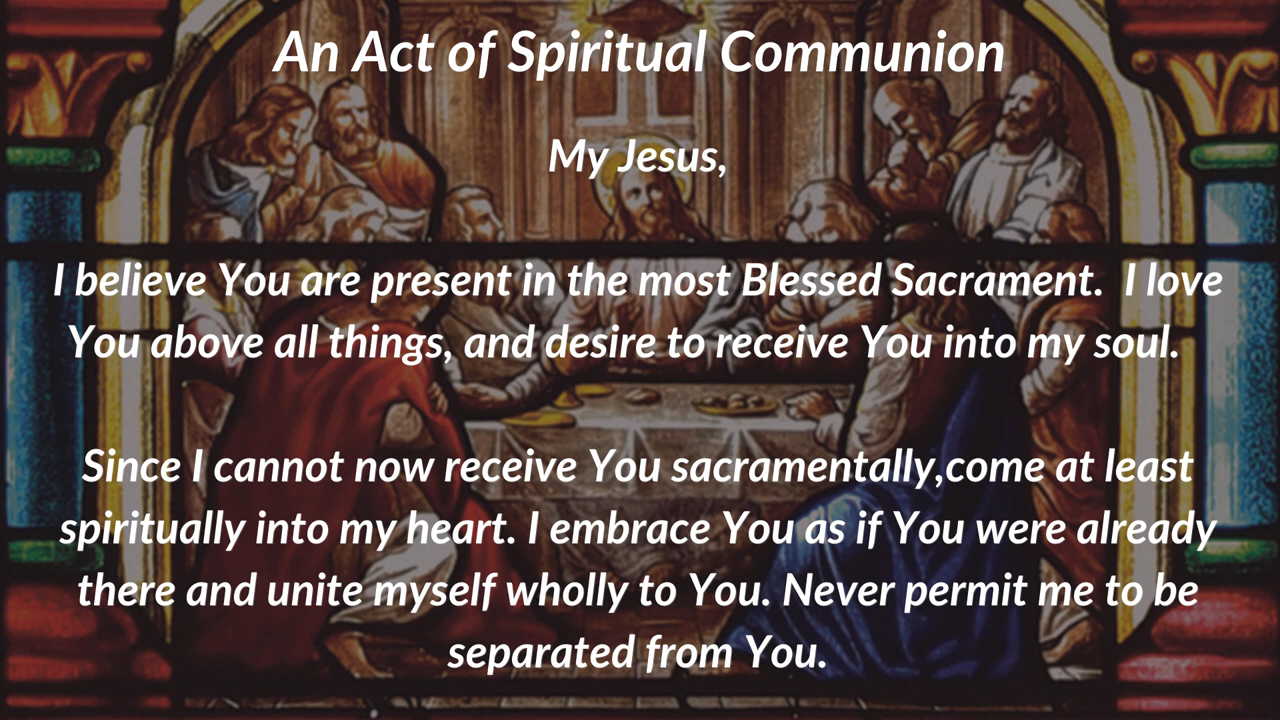 An Act of Spiritual Communion
My Jesus,
I believe You are present in the most Blessed Sacrament.  I love
You above all things, and desire to receive You into my soul.
Since I cannot now receive You sacramentally,come at least
spiritually into my heart. I embrace You as if You were already
there and unite myself wholly to You. Never permit me to be
separated from You.